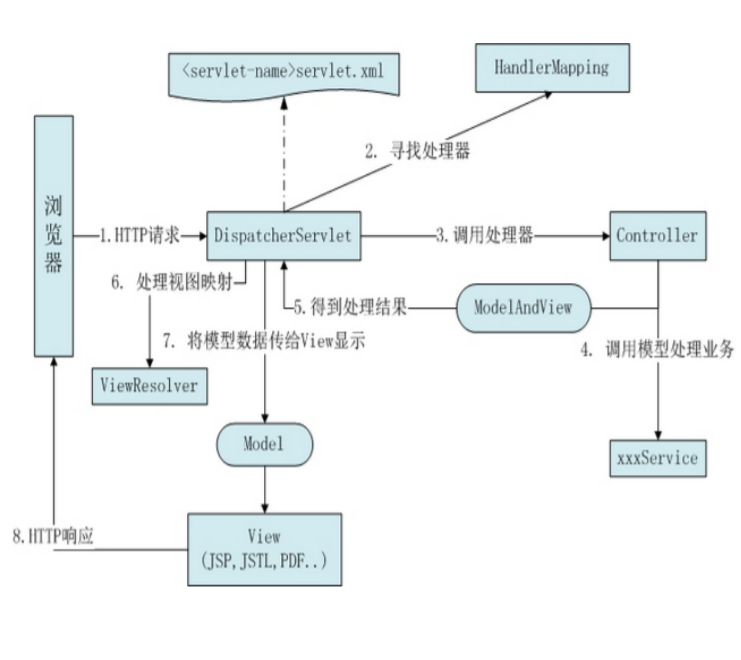 <servlet-name>servlet.xml
HandlerMapping
2. 寻找处理器
浏
览
器
1.HTTP请求
DispatcherServlet
3.调用处理器
Controller
6. 处理视图映射
5.得到处理结果
ModelAndView
7. 将模型数据传给View显示
4. 调用模型处理业务
ViewResolver
Model
xxxService
8.HTTP响应
View
(JSP,JSTL,PDF..)